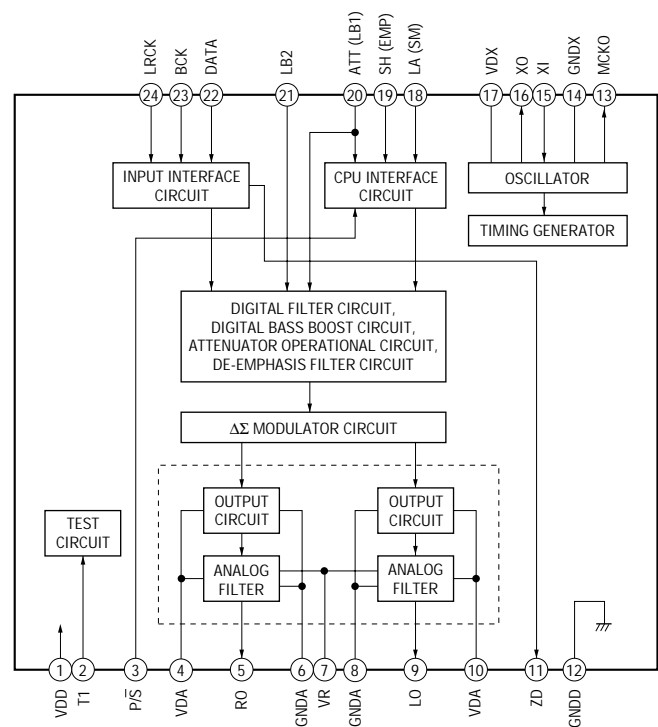 LRCK
BCK
DATA
LB2
ATT (LB1)
SH (EMP)
LA (SM)
VDX
XO
XI
GNDX
MCKO
24
23
22
21
20
19
18
17
16
15
14
13
INPUT INTERFACE
CIRCUIT
CPU INTERFACE
CIRCUIT
OSCILLATOR
TIMING GENERATOR
DIGITAL FILTER CIRCUIT,
DIGITAL BASS BOOST CIRCUIT,
ATTENUATOR OPERATIONAL CIRCUIT,
DE-EMPHASIS FILTER CIRCUIT
ΔΣ MODULATOR CIRCUIT
OUTPUT
CIRCUIT
OUTPUT
CIRCUIT
TEST
CIRCUIT
ANALOG
FILTER
ANALOG
FILTER
1
2
3
4
5
6
7
8
9
10
11
12
VDD
T1
P/S̅
VDA
RO
GNDA
VR
GNDA
LO
VDA
ZD
GNDD